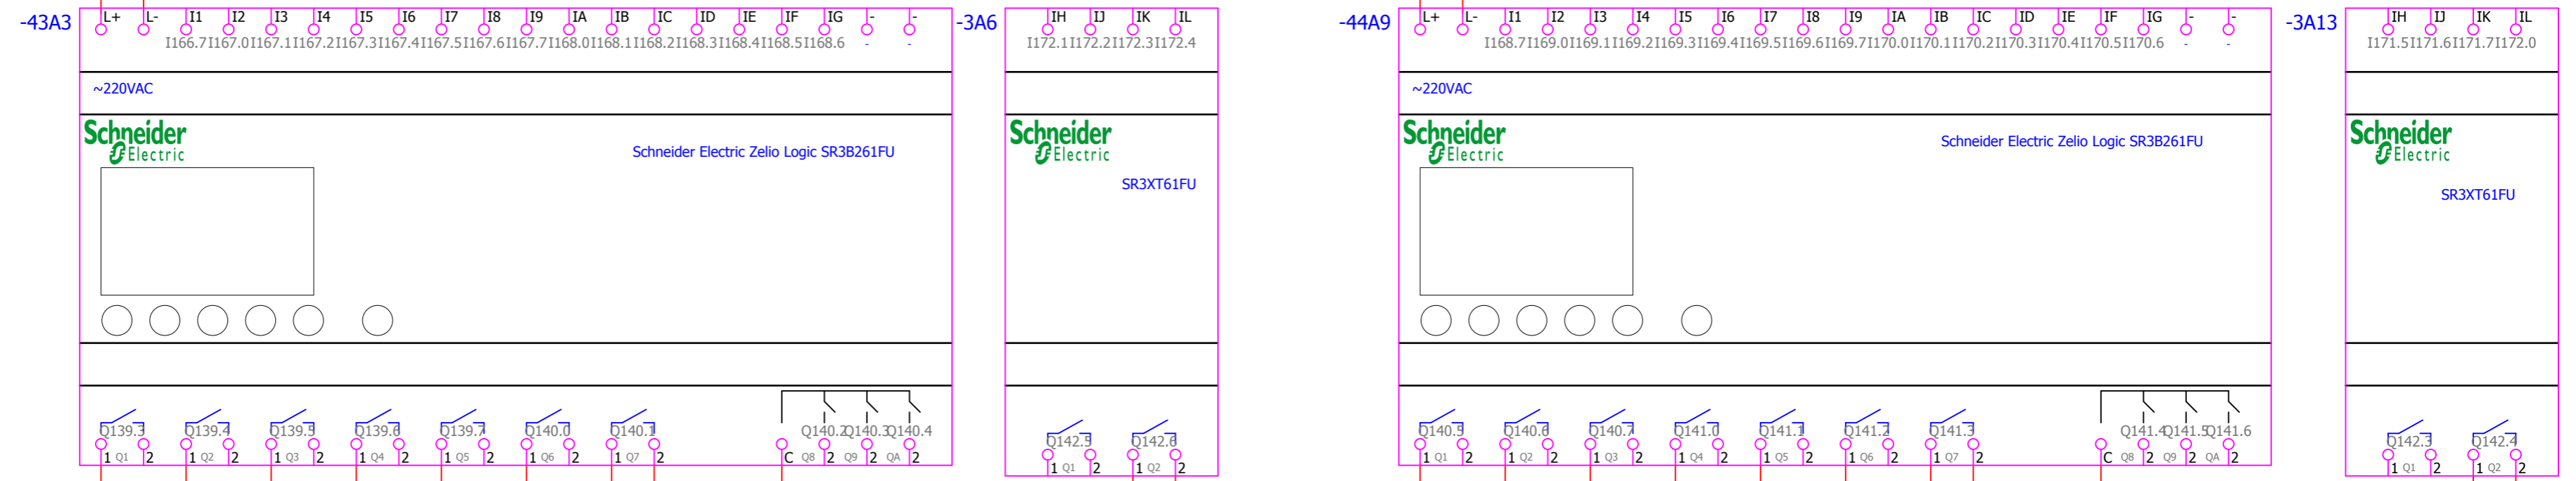 -43A3 L+ L- I1 I2 I3 I4 I5 I6 I7 I8 I9 IA IB IC ID IE IF IG - -
I166.7 I167.0 I167.1 I167.2 I167.3 I167.4 I167.5 I167.6 I167.7 I168.0 I168.1 I168.2 I168.3 I168.4 I168.5 I168.6 - -
~220VAC
Schneider
Electric
Schneider Electric Zelio Logic SR3B261FU
Q139.3 Q139.4 Q139.5 Q139.6 Q139.7 Q140.0 Q140.1 Q140.2 Q140.3 Q140.4
1 Q1 2 1 Q2 2 1 Q3 2 1 Q4 2 1 Q5 2 1 Q6 2 1 Q7 2 C Q8 2 Q9 2 QA 2
-3A6 IH IJ IK IL
I172.1 I172.2 I172.3 I172.4
Schneider
Electric
SR3XT61FU
Q142.5 Q142.6
1 Q1 2 1 Q2 2
-44A9 L+ L- I1 I2 I3 I4 I5 I6 I7 I8 I9 IA IB IC ID IE IF IG - -
I168.7 I169.0 I169.1 I169.2 I169.3 I169.4 I169.5 I169.6 I169.7 I170.0 I170.1 I170.2 I170.3 I170.4 I170.5 I170.6 - -
~220VAC
Schneider
Electric
Schneider Electric Zelio Logic SR3B261FU
Q140.5 Q140.6 Q140.7 Q141.0 Q141.1 Q141.2 Q141.3 Q141.4 Q141.5 Q141.6
1 Q1 2 1 Q2 2 1 Q3 2 1 Q4 2 1 Q5 2 1 Q6 2 1 Q7 2 C Q8 2 Q9 2 QA 2
-3A13 IH IJ IK IL
I171.5 I171.6 I171.7 I172.0
Schneider
Electric
SR3XT61FU
Q142.3 Q142.4
1 Q1 2 1 Q2 2